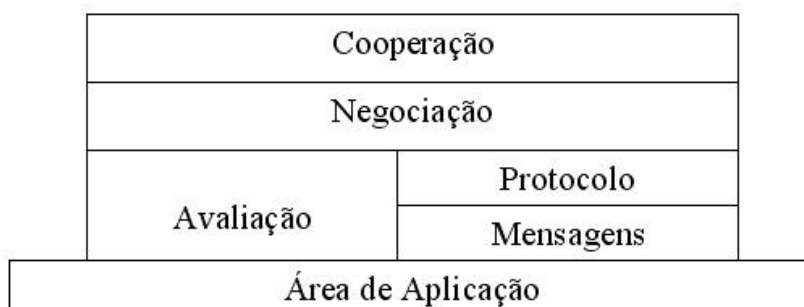 Cooperação
Negociação
Avaliação
Protocolo
Mensagens
Área de Aplicação